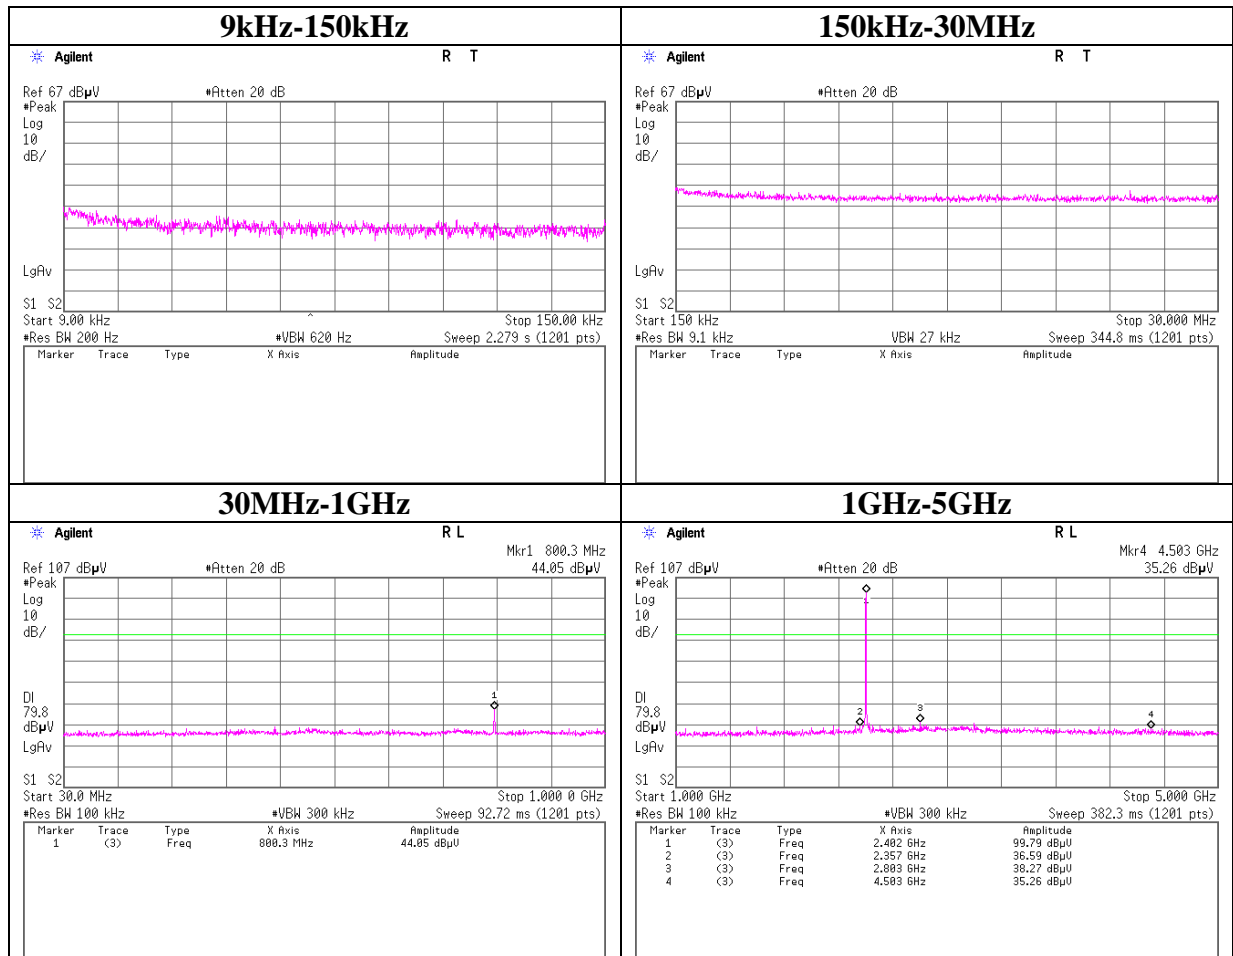 9kHz-150kHz
Agilent
R T
Ref 67 dBµV #Atten 20 dB
#Peak
Log
10
dB/
LgAv
S1 S2
Start 9.00 kHz ^ Stop 150.00 kHz
#Res BW 200 Hz #VBW 620 Hz Sweep 2.279 s (1201 pts)
Marker Trace Type X Axis Amplitude
150kHz-30MHz
Agilent
R T
Ref 67 dBµV #Atten 20 dB
#Peak
Log
10
dB/
LgAv
S1 S2
Start 150 kHz Stop 30.000 MHz
#Res BW 9.1 kHz VBW 27 kHz Sweep 344.8 ms (1201 pts)
Marker Trace Type X Axis Amplitude
30MHz-1GHz
Agilent
R L
Mkr1 800.3 MHz
Ref 107 dBµV #Atten 20 dB 44.05 dBµV
#Peak
Log
10
dB/
1
DI
79.8
dBµV
LgAv
S1 S2
Start 30.0 MHz Stop 1.000 0 GHz
#Res BW 100 kHz #VBW 300 kHz Sweep 92.72 ms (1201 pts)
Marker Trace Type X Axis Amplitude
1 (3) Freq 800.3 MHz 44.05 dBµV
1GHz-5GHz
Agilent
R L
Mkr4 4.503 GHz
Ref 107 dBµV #Atten 20 dB 35.26 dBµV
#Peak
Log
10
dB/
1
DI
79.8
dBµV
LgAv
2
3
4
S1 S2
Start 1.000 GHz Stop 5.000 GHz
#Res BW 100 kHz #VBW 300 kHz Sweep 382.3 ms (1201 pts)
Marker Trace Type X Axis Amplitude
1 (3) Freq 2.402 GHz 99.79 dBµV
2 (3) Freq 2.357 GHz 36.59 dBµV
3 (3) Freq 2.803 GHz 38.27 dBµV
4 (3) Freq 4.503 GHz 35.26 dBµV